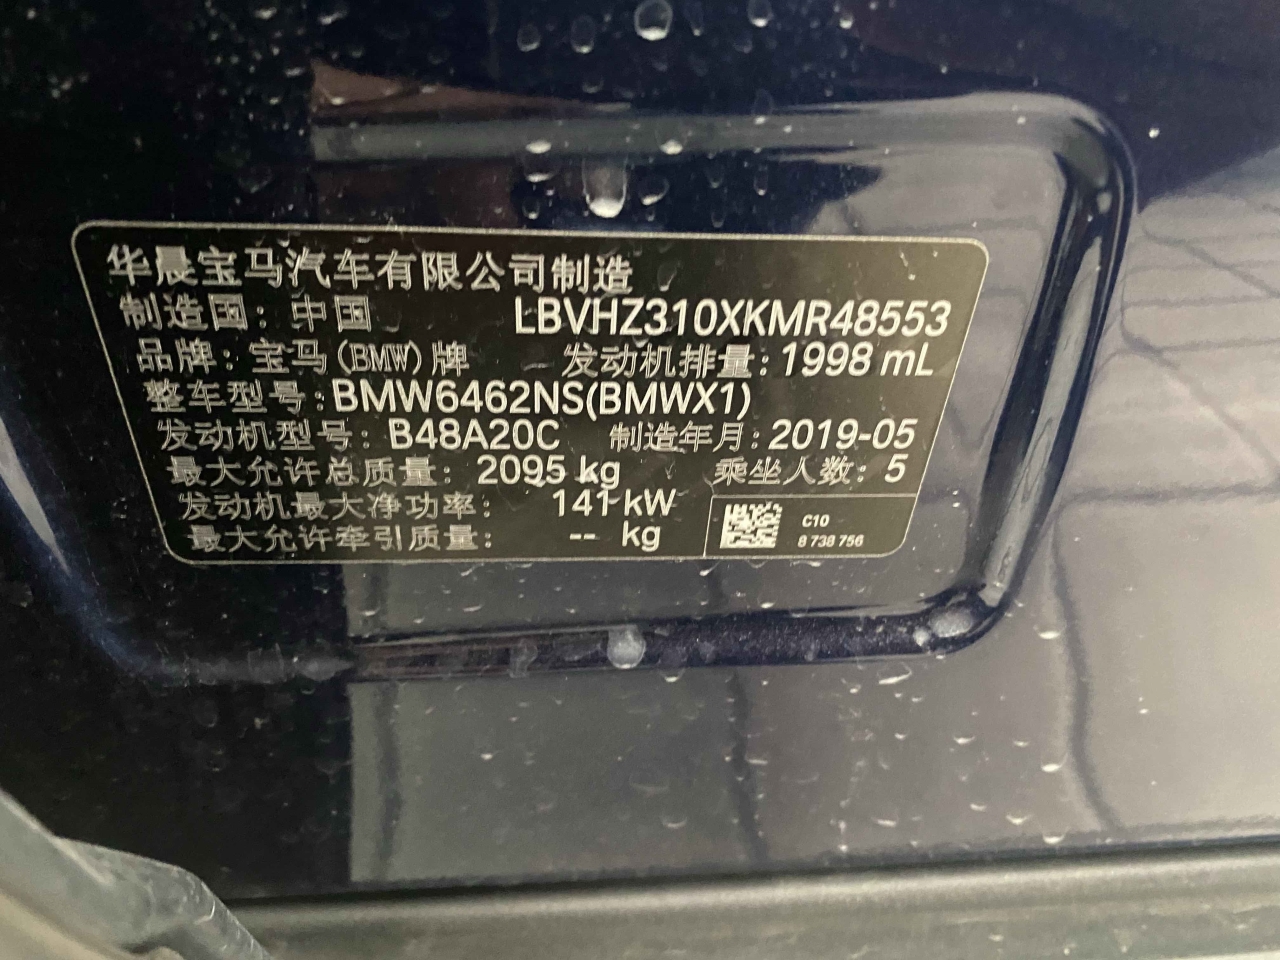 华晨宝马汽车有限公司制造
制造国：中国 LBVHZ310XKMR48553
品牌：宝马(BMW)牌 发动机排量：1998 mL
整车型号：BMW6462NS(BMWX1)
发动机型号：B48A20C 制造年月：2019-05
最大允许总质量：2095 kg 乘坐人数：5
发动机最大净功率：141 kW
最大允许牵引质量：-- kg
C10
8 738 756